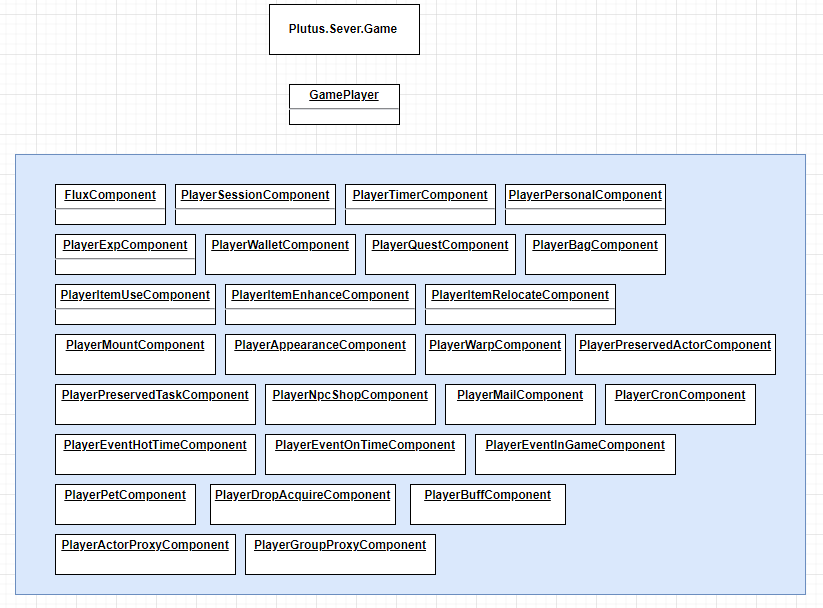 Plutus.Sever.Game
GamePlayer
FluxComponent PlayerSessionComponent PlayerTimerComponent PlayerPersonalComponent
PlayerExpComponent PlayerWalletComponent PlayerQuestComponent PlayerBagComponent
PlayerItemUseComponent PlayerItemEnhanceComponent PlayerItemRelocateComponent
PlayerMountComponent PlayerAppearanceComponent PlayerWarpComponent PlayerPreservedActorComponent
PlayerPreservedTaskComponent PlayerNpcShopComponent PlayerMailComponent PlayerCronComponent
PlayerEventHotTimeComponent PlayerEventOnTimeComponent PlayerEventInGameComponent
PlayerPetComponent PlayerDropAcquireComponent PlayerBuffComponent
PlayerActorProxyComponent PlayerGroupProxyComponent